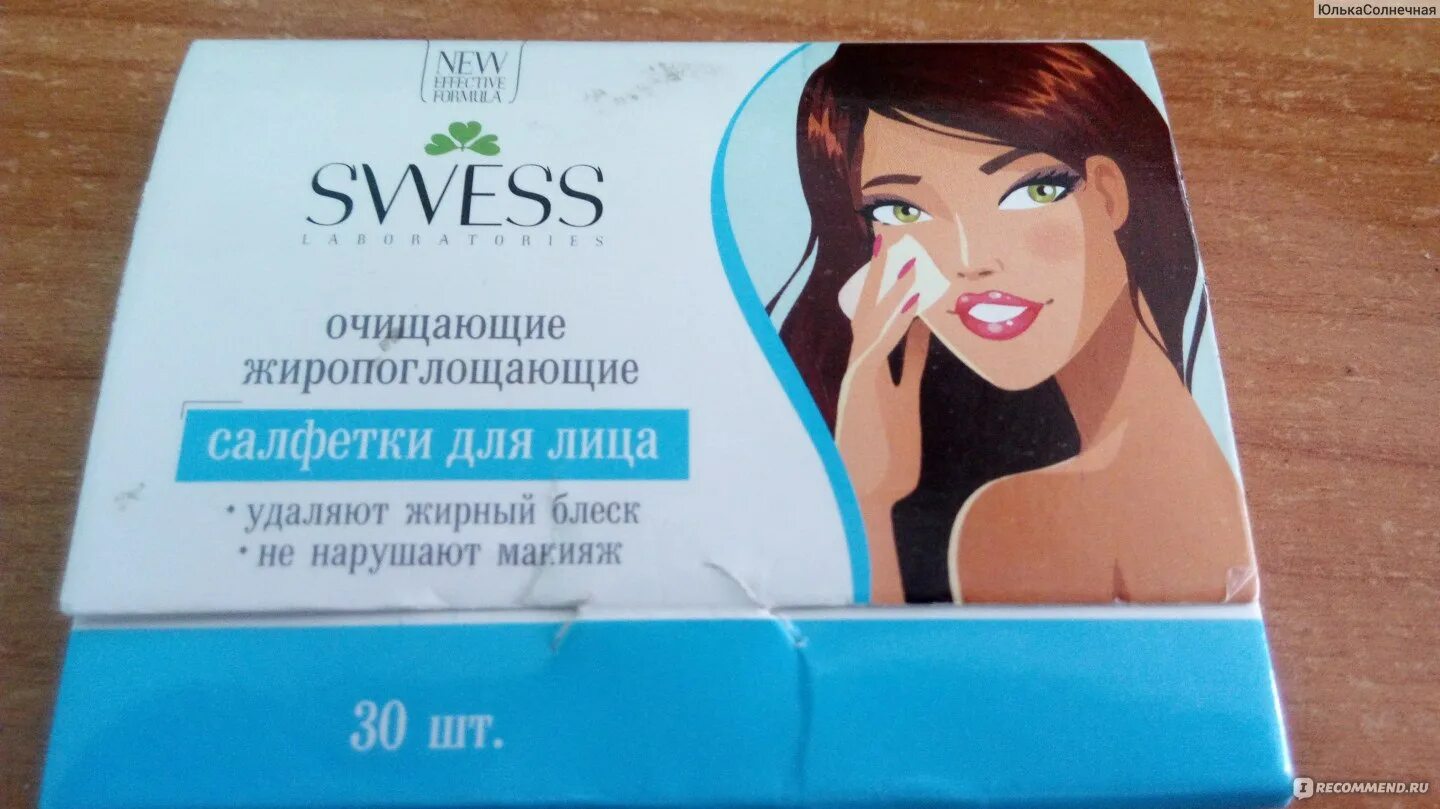 ЮлькаСолнечная
NEW
EFFECTIVE
FORMULA
SWESS
LABORATORIES
очищающие
жиропоглощающие
салфетки для лица
• удаляют жирный блеск
• не нарушают макияж
30 шт.
IRECOMMEND.RU